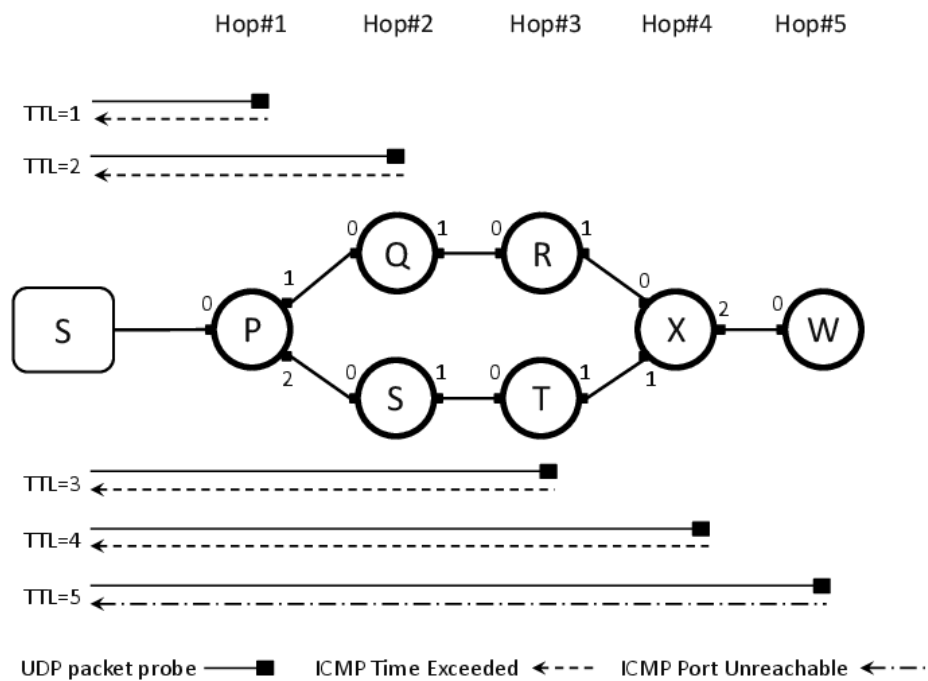 Hop#1 Hop#2 Hop#3 Hop#4 Hop#5
TTL=1
TTL=2
0 1 0 1
Q R
1 0
0 2 0
S P X W
2 1
0 1 0 1
S T
TTL=3
TTL=4
TTL=5
UDP packet probe ICMP Time Exceeded ICMP Port Unreachable